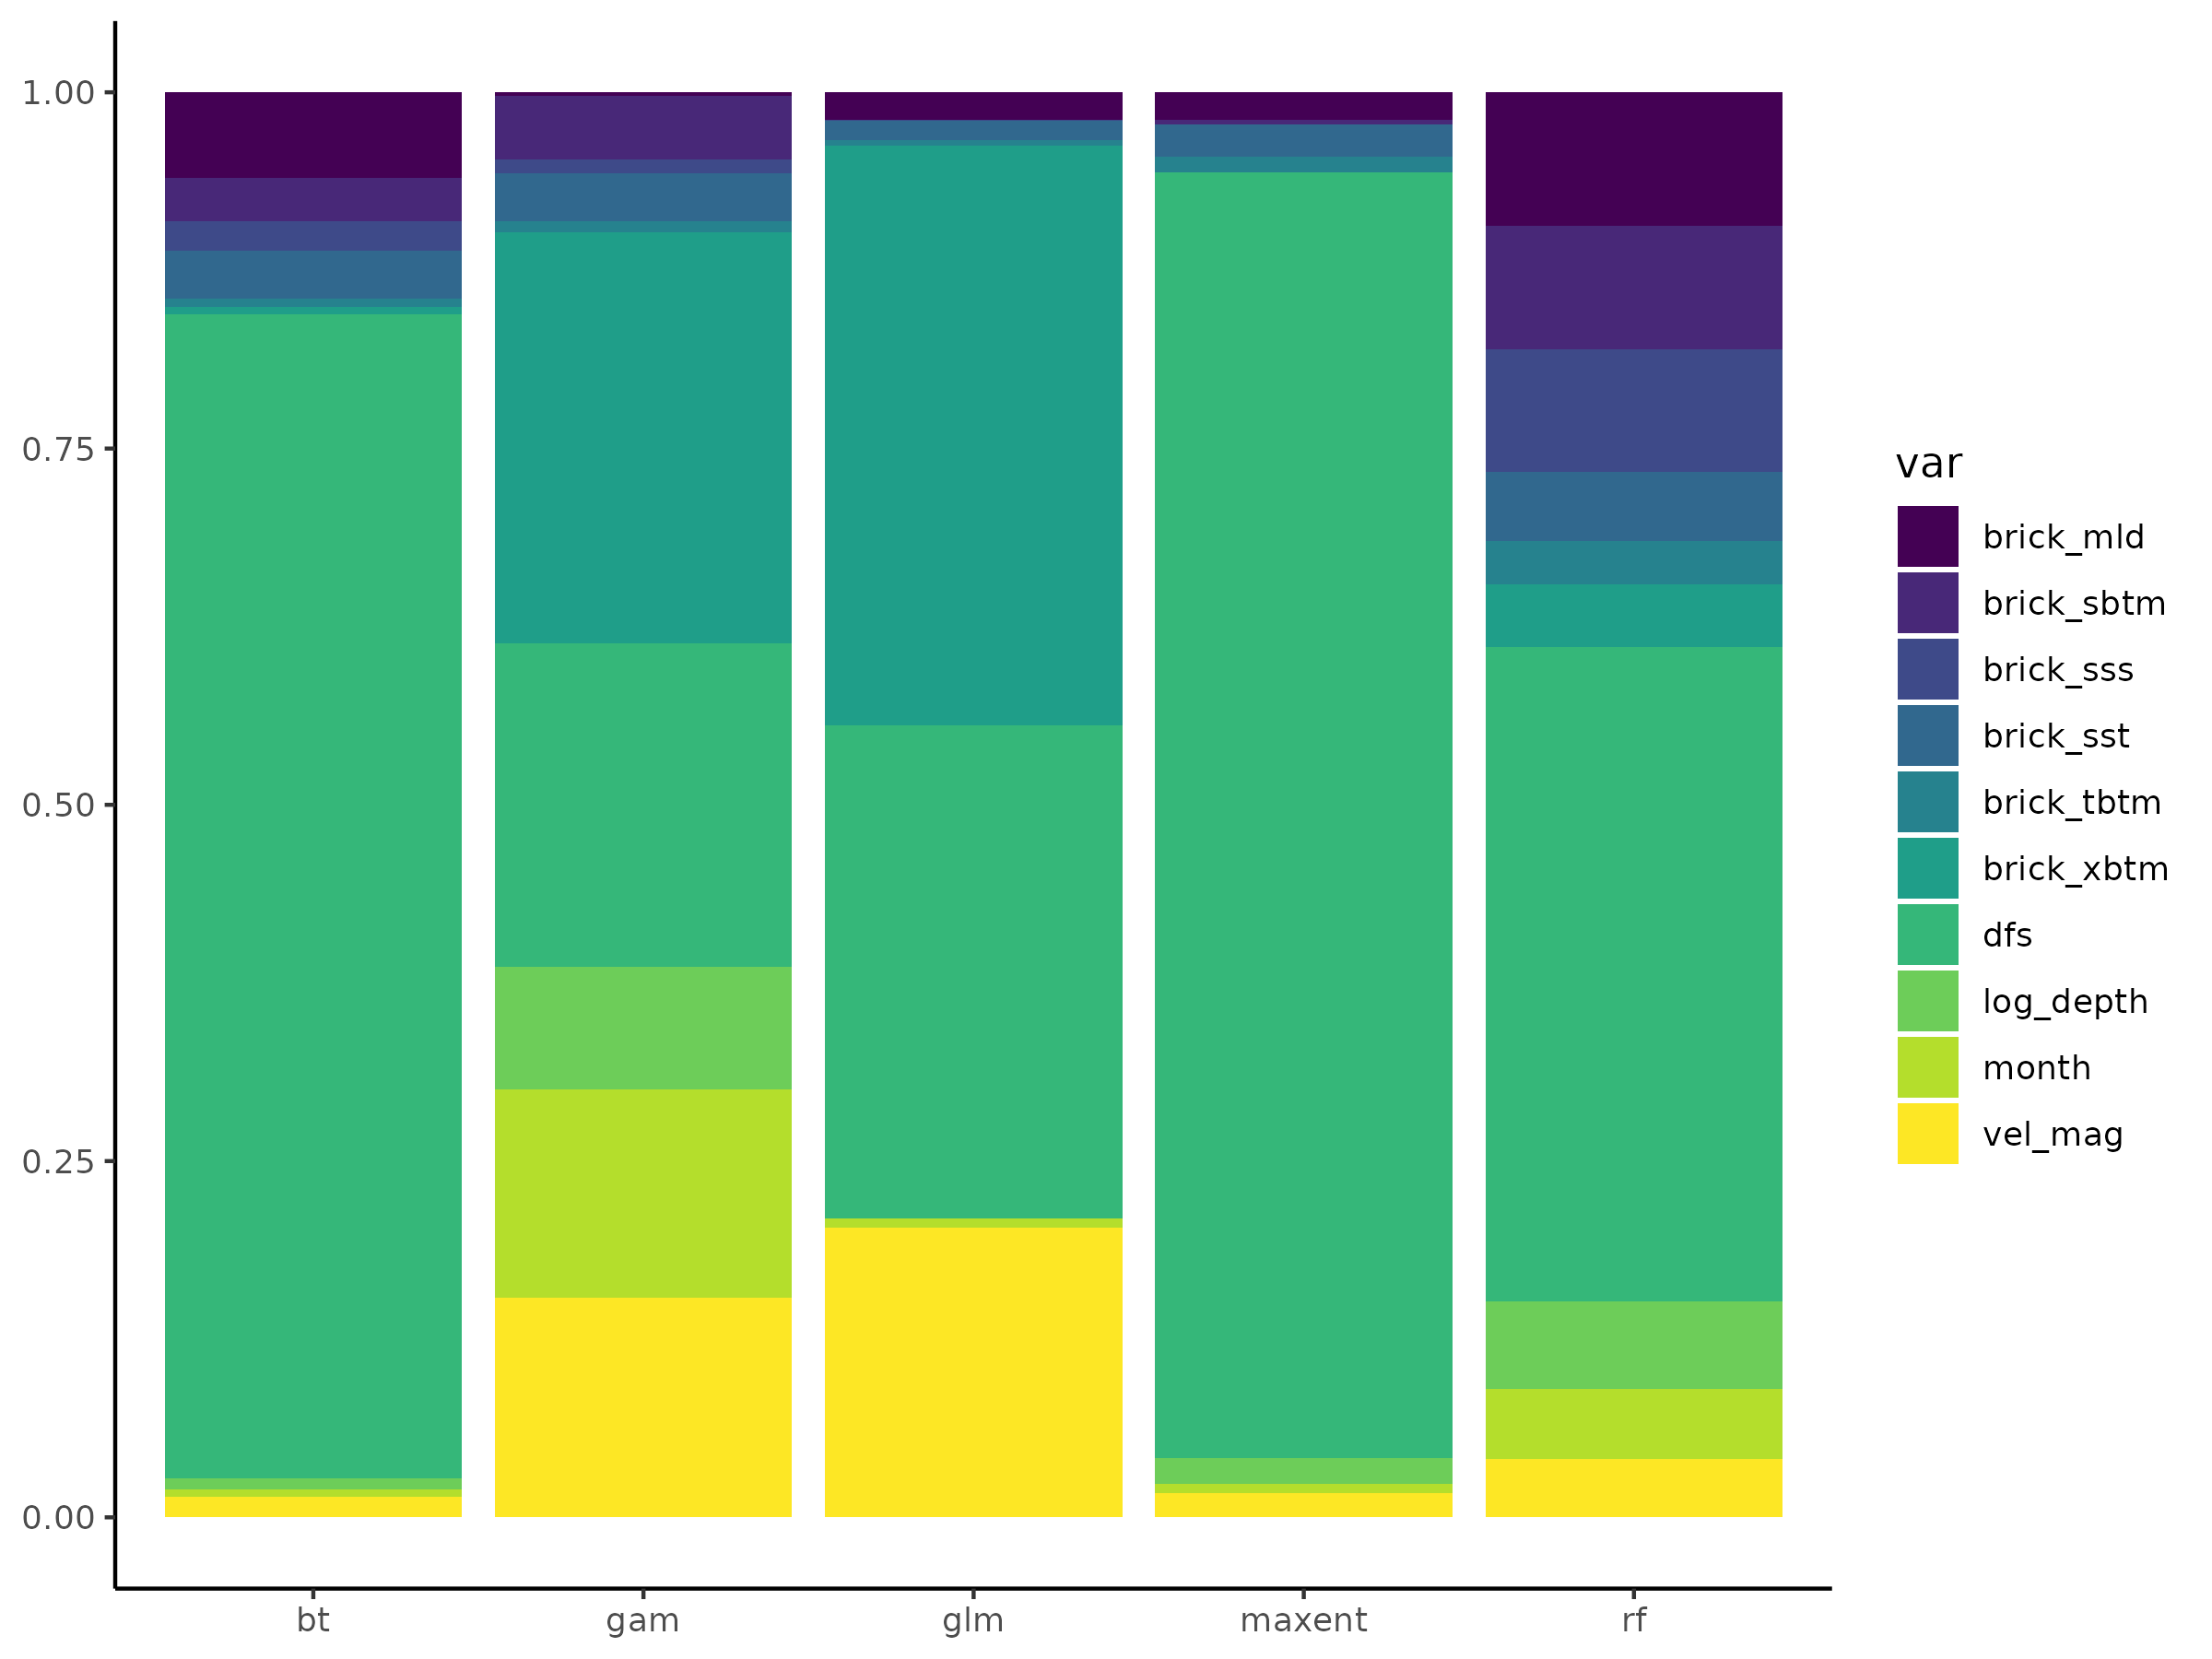 1.00
0.75
0.50
0.25
0.00
bt gam glm maxent rf
var
brick_mld
brick_sbtm
brick_sss
brick_sst
brick_tbtm
brick_xbtm
dfs
log_depth
month
vel_mag